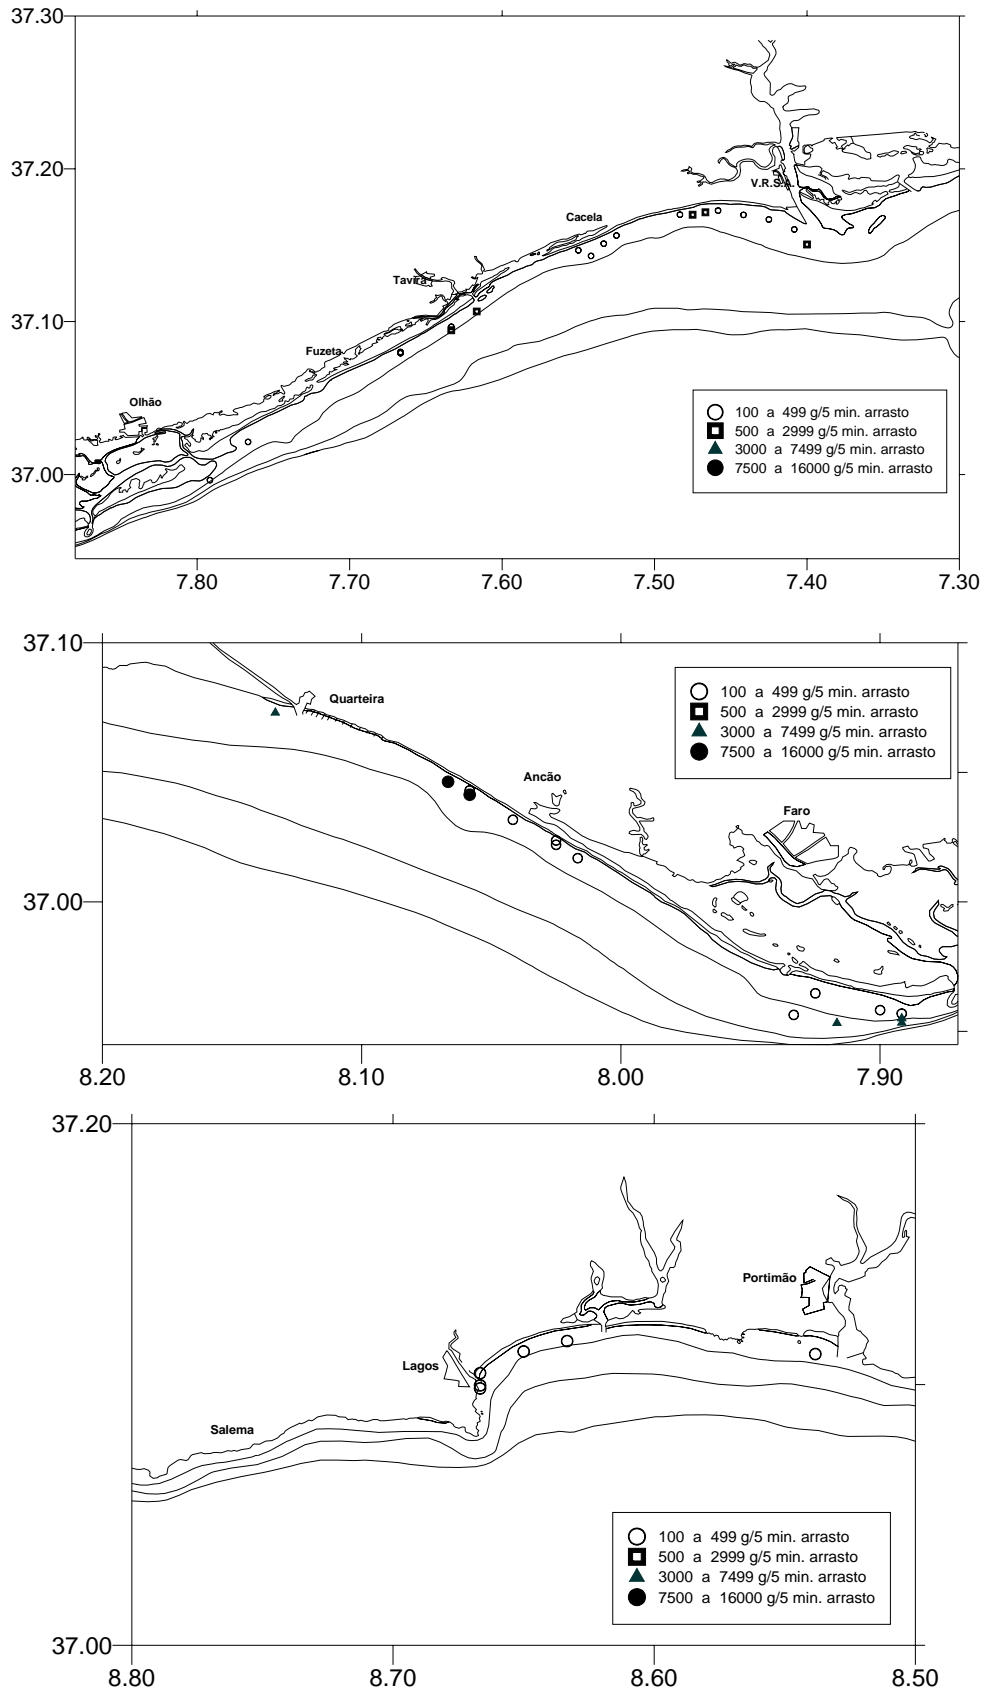 37.30
37.20
V.R.S.A.
Cacela
Tavira
37.10
Fuzeta
Olhão
100 a 499 g/5 min. arrasto
500 a 2999 g/5 min. arrasto
3000 a 7499 g/5 min. arrasto
7500 a 16000 g/5 min. arrasto
37.00
7.80 7.70 7.60 7.50 7.40 7.30
37.10
Quarteira
100 a 499 g/5 min. arrasto
500 a 2999 g/5 min. arrasto
3000 a 7499 g/5 min. arrasto
7500 a 16000 g/5 min. arrasto
Ancão
Faro
37.00
8.20 8.10 8.00 7.90
37.20
Portimão
Lagos
Salema
100 a 499 g/5 min. arrasto
500 a 2999 g/5 min. arrasto
3000 a 7499 g/5 min. arrasto
7500 a 16000 g/5 min. arrasto
37.00
8.80 8.70 8.60 8.50